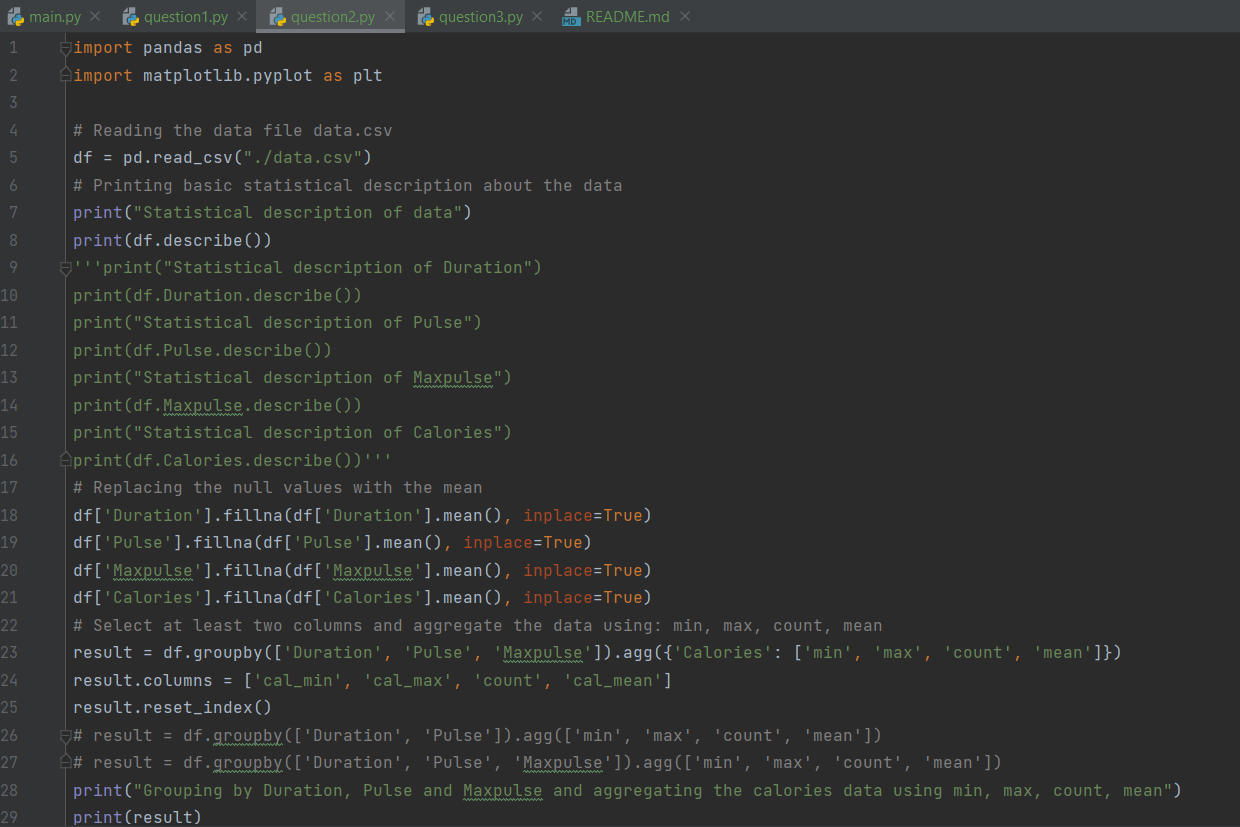 main.py question1.py question2.py question3.py README.md
1 import pandas as pd
2 import matplotlib.pyplot as plt
3
4 # Reading the data file data.csv
5 df = pd.read_csv("./data.csv")
6 # Printing basic statistical description about the data
7 print("Statistical description of data")
8 print(df.describe())
9 '''print("Statistical description of Duration")
10 print(df.Duration.describe())
11 print("Statistical description of Pulse")
12 print(df.Pulse.describe())
13 print("Statistical description of Maxpulse")
14 print(df.Maxpulse.describe())
15 print("Statistical description of Calories")
16 print(df.Calories.describe())'''
17 # Replacing the null values with the mean
18 df['Duration'].fillna(df['Duration'].mean(), inplace=True)
19 df['Pulse'].fillna(df['Pulse'].mean(), inplace=True)
20 df['Maxpulse'].fillna(df['Maxpulse'].mean(), inplace=True)
21 df['Calories'].fillna(df['Calories'].mean(), inplace=True)
22 # Select at least two columns and aggregate the data using: min, max, count, mean
23 result = df.groupby(['Duration', 'Pulse', 'Maxpulse']).agg({'Calories': ['min', 'max', 'count', 'mean']})
24 result.columns = ['cal_min', 'cal_max', 'count', 'cal_mean']
25 result.reset_index()
26 # result = df.groupby(['Duration', 'Pulse']).agg(['min', 'max', 'count', 'mean'])
27 # result = df.groupby(['Duration', 'Pulse', 'Maxpulse']).agg(['min', 'max', 'count', 'mean'])
28 print("Grouping by Duration, Pulse and Maxpulse and aggregating the calories data using min, max, count, mean")
29 print(result)